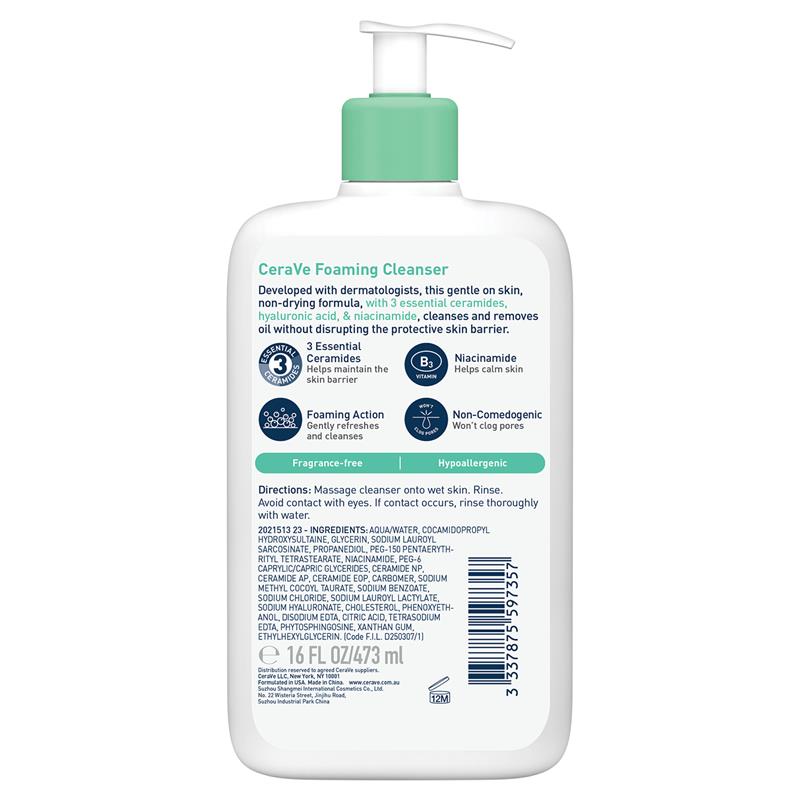 CeraVe Foaming Cleanser
Developed with dermatologists, this gentle on skin,
non-drying formula, with 3 essential ceramides,
hyaluronic acid, & niacinamide, cleanses and removes
oil without disrupting the protective skin barrier.
ESSENTIAL
3
CERAMIDES
3 Essential
Ceramides
Helps maintain the
skin barrier
B3
VITAMIN
Niacinamide
Helps calm skin
Foaming Action
Gently refreshes
and cleanses
WON'T
CLOG PORES
Non-Comedogenic
Won't clog pores
Fragrance-free | Hypoallergenic
Directions: Massage cleanser onto wet skin. Rinse.
Avoid contact with eyes. If contact occurs, rinse thoroughly
with water.
2021513 23 - INGREDIENTS: AQUA/WATER, COCAMIDOPROPYL
HYDROXYSULTAINE, GLYCERIN, SODIUM LAUROYL
SARCOSINATE, PROPANEDIOL, PEG-150 PENTAERYTH-
RITYL TETRASTEARATE, NIACINAMIDE, PEG-6
CAPRYLIC/CAPRIC GLYCERIDES, CERAMIDE NP,
CERAMIDE AP, CERAMIDE EOP, CARBOMER, SODIUM
METHYL COCOYL TAURATE, SODIUM BENZOATE,
SODIUM CHLORIDE, SODIUM LAUROYL LACTYLATE,
SODIUM HYALURONATE, CHOLESTEROL, PHENOXYETH-
ANOL, DISODIUM EDTA, CITRIC ACID, TETRASODIUM
EDTA, PHYTOSPHINGOSINE, XANTHAN GUM,
ETHYLHEXYLGLYCERIN. (Code F.I.L. D250307/1)
℮ 16 FL OZ/473 ml
Distribution reserved to agreed CeraVe suppliers.
CeraVe LLC, New York, NY 10001
Formulated in USA. Made in China. www.cerave.com.au
Suzhou Shangmei International Cosmetics Co., Ltd.
No. 22 Wisteria Street, Jinjihu Road,
Suzhou Industrial Park China
12M
3 337875 597357